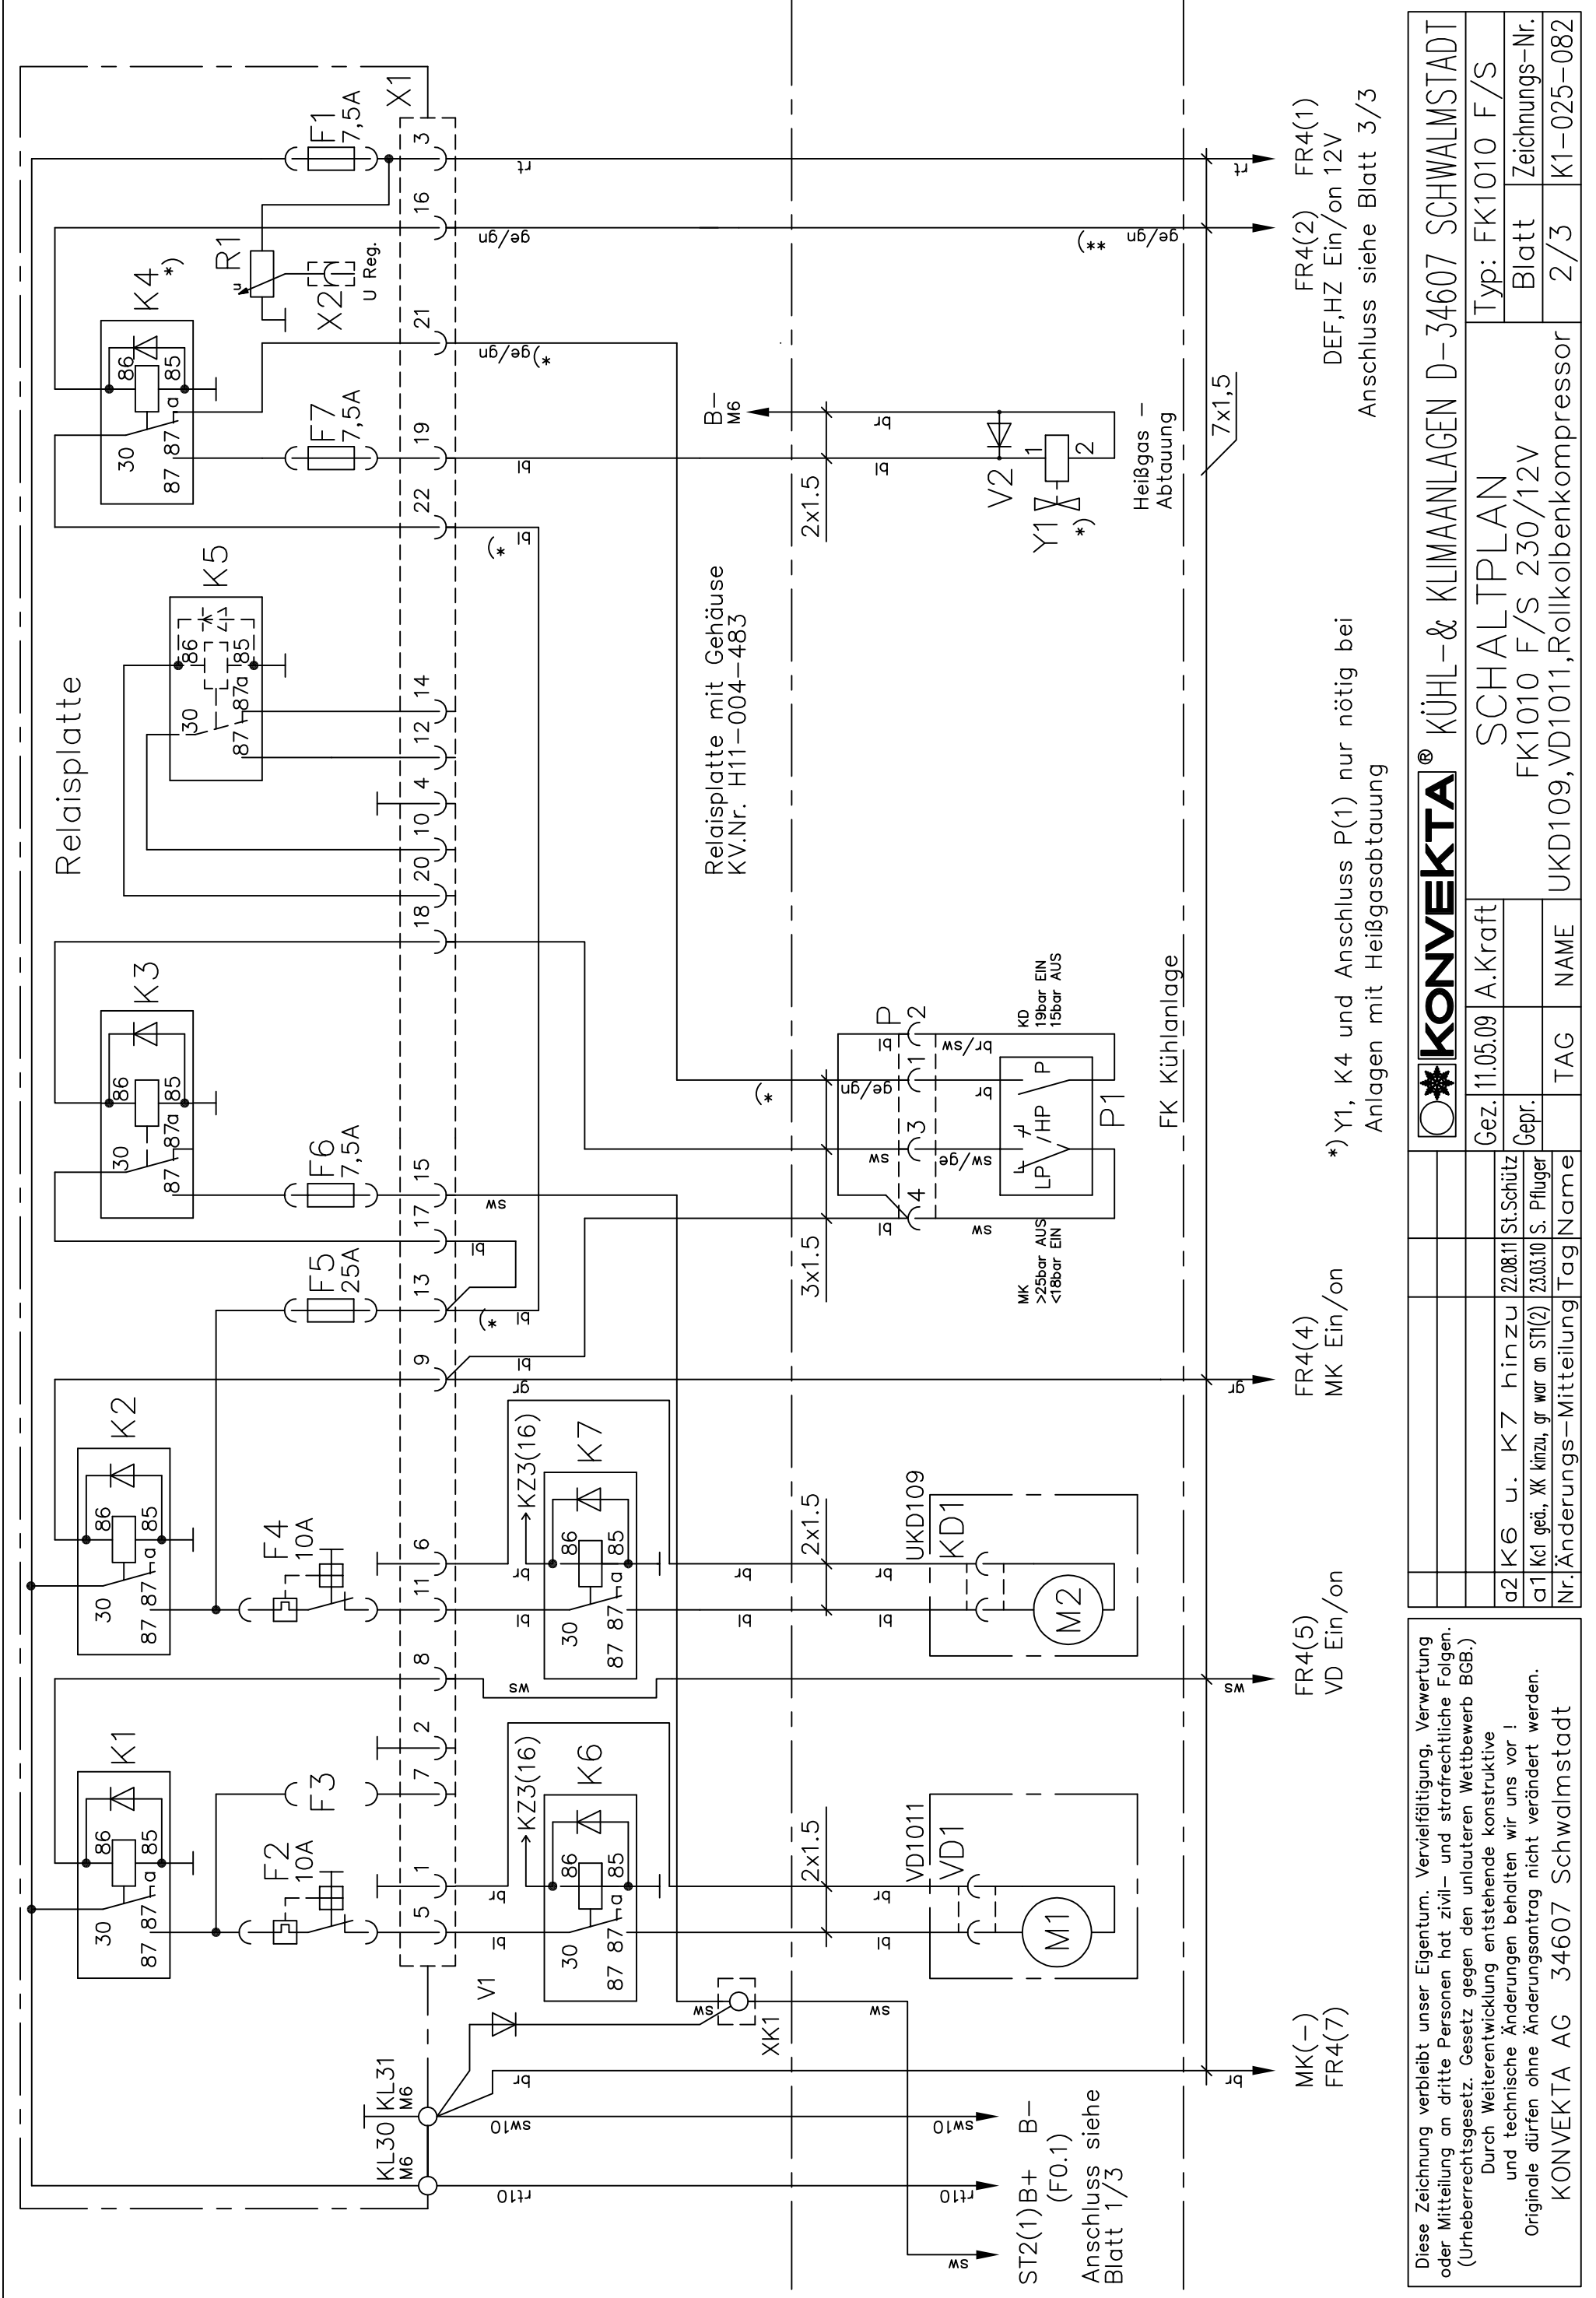 Relaisplatte
K1
86
85
30
87
87
a
K2
86
85
30
87
87
a
K3
86
85
30
87
87a
K5
86
85
30
87
87a
K4
*)
86
85
30
87
87
a
R1
X2
U Reg.
F2
10A
F3
F4
10A
F5
25A
F6
7,5A
F7
7,5A
F1
7,5A
X1
KL30
M6
KL31
M6
5
1
7
2
8
11
6
9
13
17
15
18
20
10
4
12
14
22
19
21
16
3
V1
rt10
sw10
br
bl
br
ws
bl
br
gr
bl
*)
bl
bl
sw
*)
bl
bl
*)ge/gn
ge/gn
rt
KZ3(16)
K6
86
85
30
87
87
a
KZ3(16)
K7
86
85
30
87
87
a
bl
br
sw
sw
XK1
Relaisplatte mit Gehäuse
KV.Nr. H11-004-483
B-
M6
2x1.5
2x1.5
3x1.5
2x1.5
*)
rt10
sw10
sw
sw
bl
br
bl
br
bl
sw
ge/gn
bl
bl
br
**)
ge/gn
VD1011
VD1
M1
UKD109
KD1
M2
P
4
3
1
2
sw
sw/ge
br
br/sw
LP
HP
P
P1
MK
>25bar AUS
<18bar EIN
KD
19bar EIN
15bar AUS
V2
Y1
*)
1
2
Heißgas -
Abtauung
FK Kühlanlage
7x1,5
br
ws
gr
rt
ST2(1)
B+
B-
(F0.1)
Anschluss siehe
Blatt 1/3
MK(-)
FR4(7)
FR4(5)
VD Ein/on
FR4(4)
MK Ein/on
FR4(2)
FR4(1)
DEF,HZ Ein/on 12V
Anschluss siehe Blatt 3/3
*) Y1, K4 und Anschluss P(1) nur nötig bei
Anlagen mit Heißgasabtauung
Diese Zeichnung verbleibt unser Eigentum. Vervielfältigung, Verwertung
oder Mitteilung an dritte Personen hat zivil- und strafrechtliche Folgen.
(Urheberrechtsgesetz. Gesetz gegen den unlauteren Wettbewerb BGB.)
Durch Weiterentwicklung entstehende konstruktive
und technische Änderungen behalten wir uns vor !
Originale dürfen ohne Änderungsantrag nicht verändert werden.
KONVEKTA AG 34607 Schwalmstadt
a2 K6 u. K7 hinzu 22.08.11 St.Schütz
a1 Kc1 geä., XK kinzu, gr war an ST1(2) 23.03.10 S. Pfluger
Nr. Änderungs-Mitteilung Tag Name
KONVEKTA® KÜHL-& KLIMAANLAGEN D-34607 SCHWALMSTADT
Gez. 11.05.09 A.Kraft
Gepr.
TAG NAME
SCHALTPLAN
FK1010 F/S 230/12V
UKD109,VD1011,Rollkolbenkompressor
Typ: FK1010 F/S
Blatt
2/3
Zeichnungs-Nr.
K1-025-082